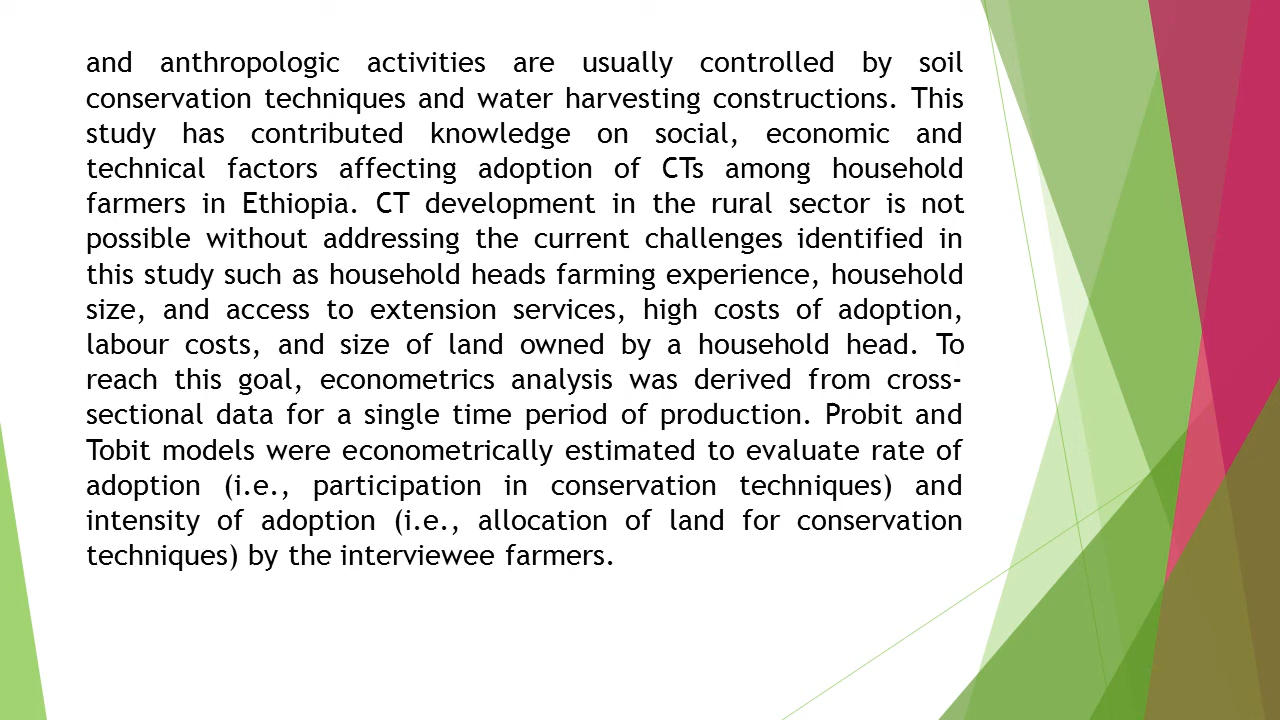 and anthropologic activities are usually controlled by soil
conservation techniques and water harvesting constructions. This
study has contributed knowledge on social, economic and
technical factors affecting adoption of CTs among household
farmers in Ethiopia. CT development in the rural sector is not
possible without addressing the current challenges identified in
this study such as household heads farming experience, household
size, and access to extension services, high costs of adoption,
labour costs, and size of land owned by a household head. To
reach this goal, econometrics analysis was derived from cross-
sectional data for a single time period of production. Probit and
Tobit models were econometrically estimated to evaluate rate of
adoption (i.e., participation in conservation techniques) and
intensity of adoption (i.e., allocation of land for conservation
techniques) by the interviewee farmers.